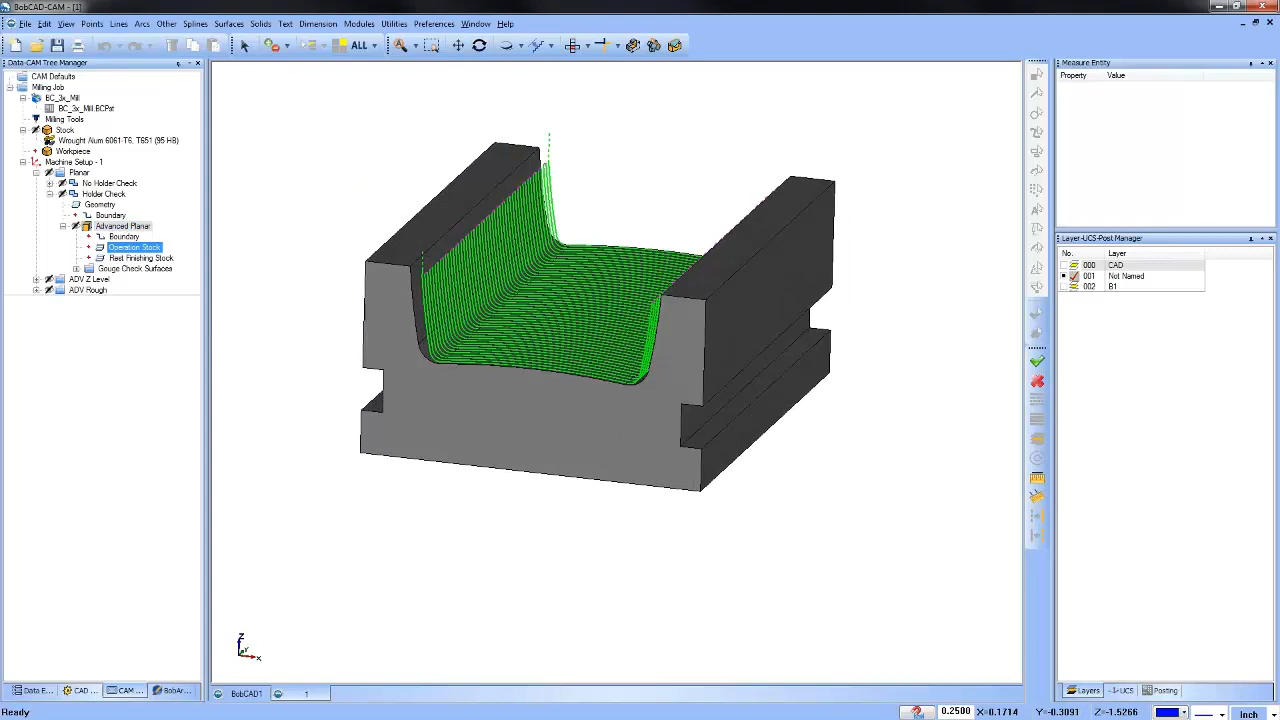 BobCAD-CAM - [1]
File Edit View Points Lines Arcs Other Splines Surfaces Solids Text Dimension Modules Utilities Preferences Window Help
ALL
Data-CAM Tree Manager
CAM Defaults
Milling Job
BC_3x_Mill
BC_3x_Mill.BCPst
Milling Tools
Stock
Wrought Alum 6061-T6, T651 (95 HB)
Workpiece
Machine Setup - 1
Planar
No Holder Check
Holder Check
Geometry
Boundary
Advanced Planar
Boundary
Operation Stock
Rest Finishing Stock
Gouge Check Surfaces
ADV Z Level
ADV Rough
Measure Entity
Property Value
Layer-UCS-Post Manager
No. Layer
000 CAD
001 Not Named
002 B1
Z
Y
X
Data E... CAD ... CAM ... BobAr...
BobCAD1 1
Layers UCS Posting
Ready
0.2500 X=0.1714 Y=-0.3091 Z=-1.5266 Inch